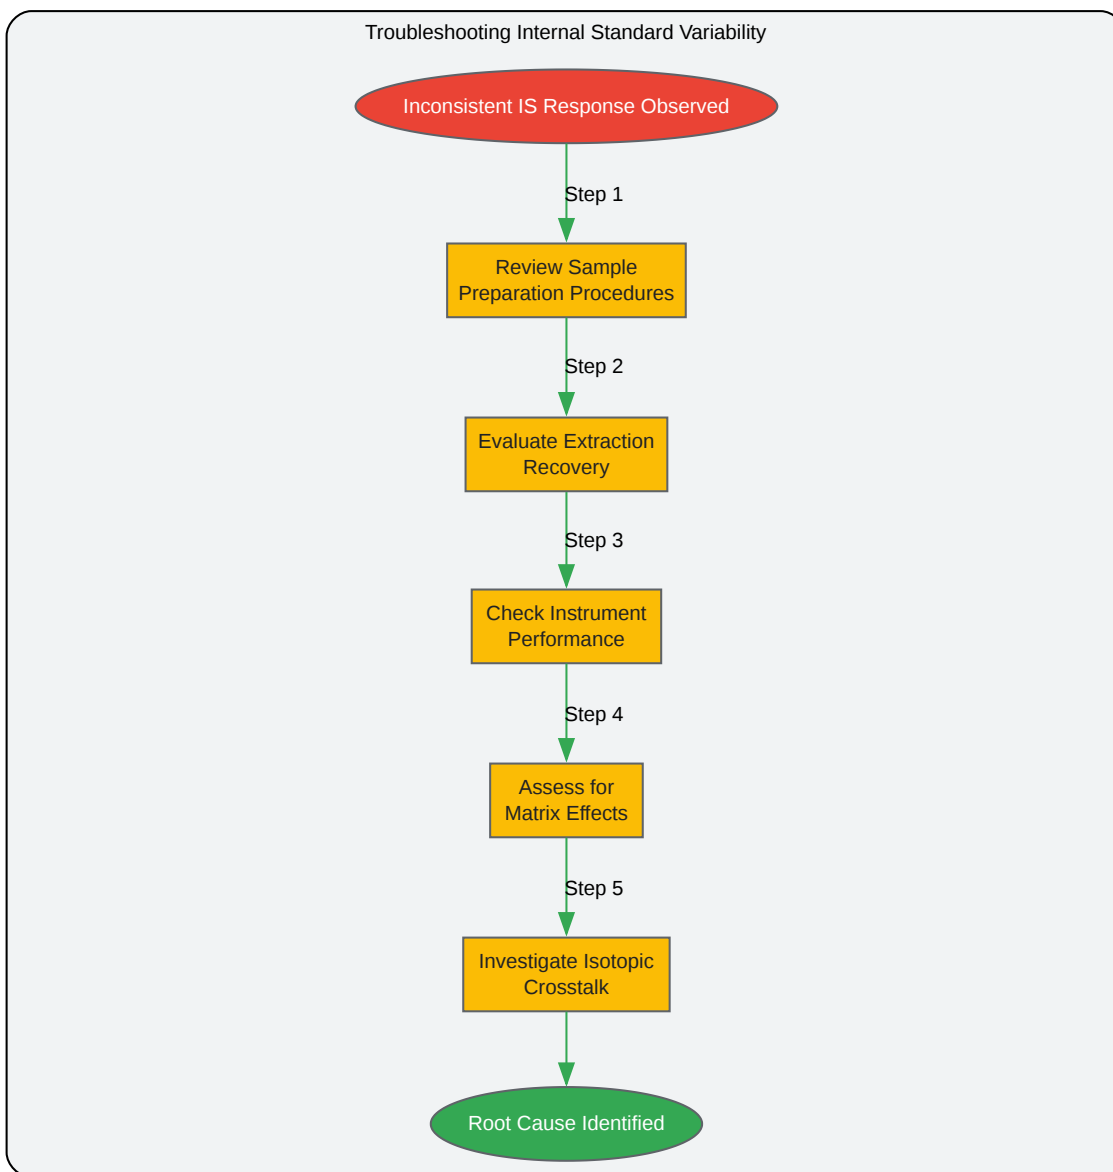 Troubleshooting Internal Standard Variability
Inconsistent IS Response Observed
Step 1
Review Sample
Preparation Procedures
Step 2
Evaluate Extraction
Recovery
Step 3
Check Instrument
Performance
Step 4
Assess for
Matrix Effects
Step 5
Investigate Isotopic
Crosstalk
Root Cause Identified